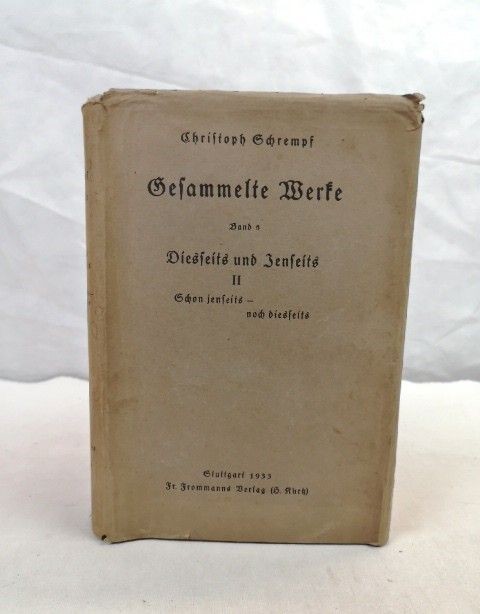 Christoph Schrempf
Gesammelte Werke
Band
Diesseits und Jenseits
II
Schon jenseits –
noch diesseits
Stuttgart 1933
Fr. Frommanns Verlag (H. Kurtz)